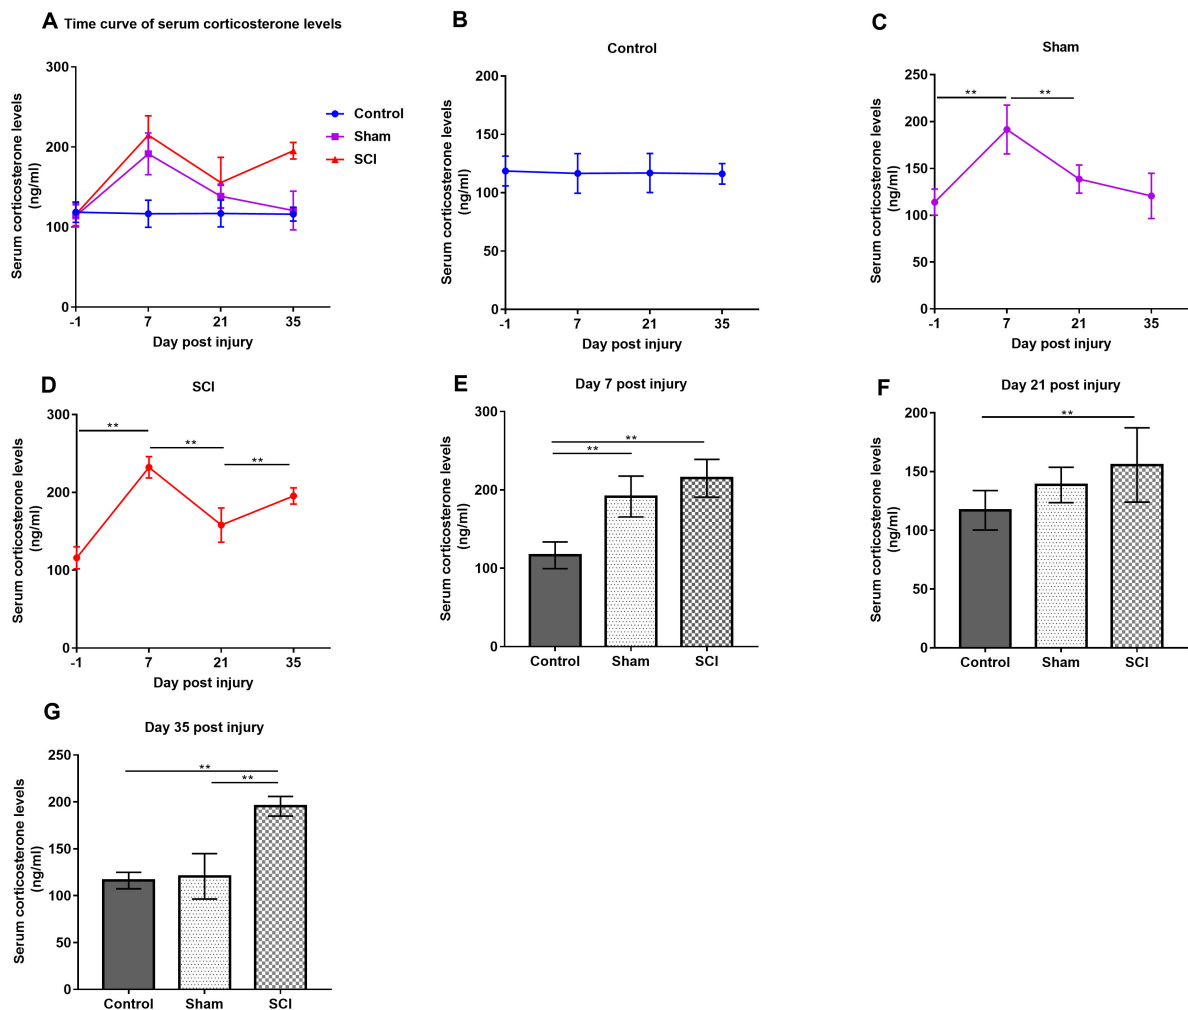 A Time curve of serum corticosterone levels
Serum corticosterone levels
(ng/ml)
300
200
100
0
-1 7 21 35
Day post injury
Control
Sham
SCI
B
Control
Serum corticosterone levels
(ng/ml)
200
150
100
50
0
-1 7 21 35
Day post injury
C
Sham
Serum corticosterone levels
(ng/ml)
250
200
150
100
50
0
** **
-1 7 21 35
Day post injury
D
SCI
Serum corticosterone levels
(ng/ml)
300
200
100
0
** ** **
-1 7 21 35
Day post injury
E
Day 7 post injury
Serum corticosterone levels
(ng/ml)
300
200
100
0
**
**
Control Sham SCI
F
Day 21 post injury
Serum corticosterone levels
(ng/ml)
200
150
100
50
0
**
Control Sham SCI
G
Day 35 post injury
Serum corticosterone levels
(ng/ml)
250
200
150
100
50
0
**
**
Control Sham SCI